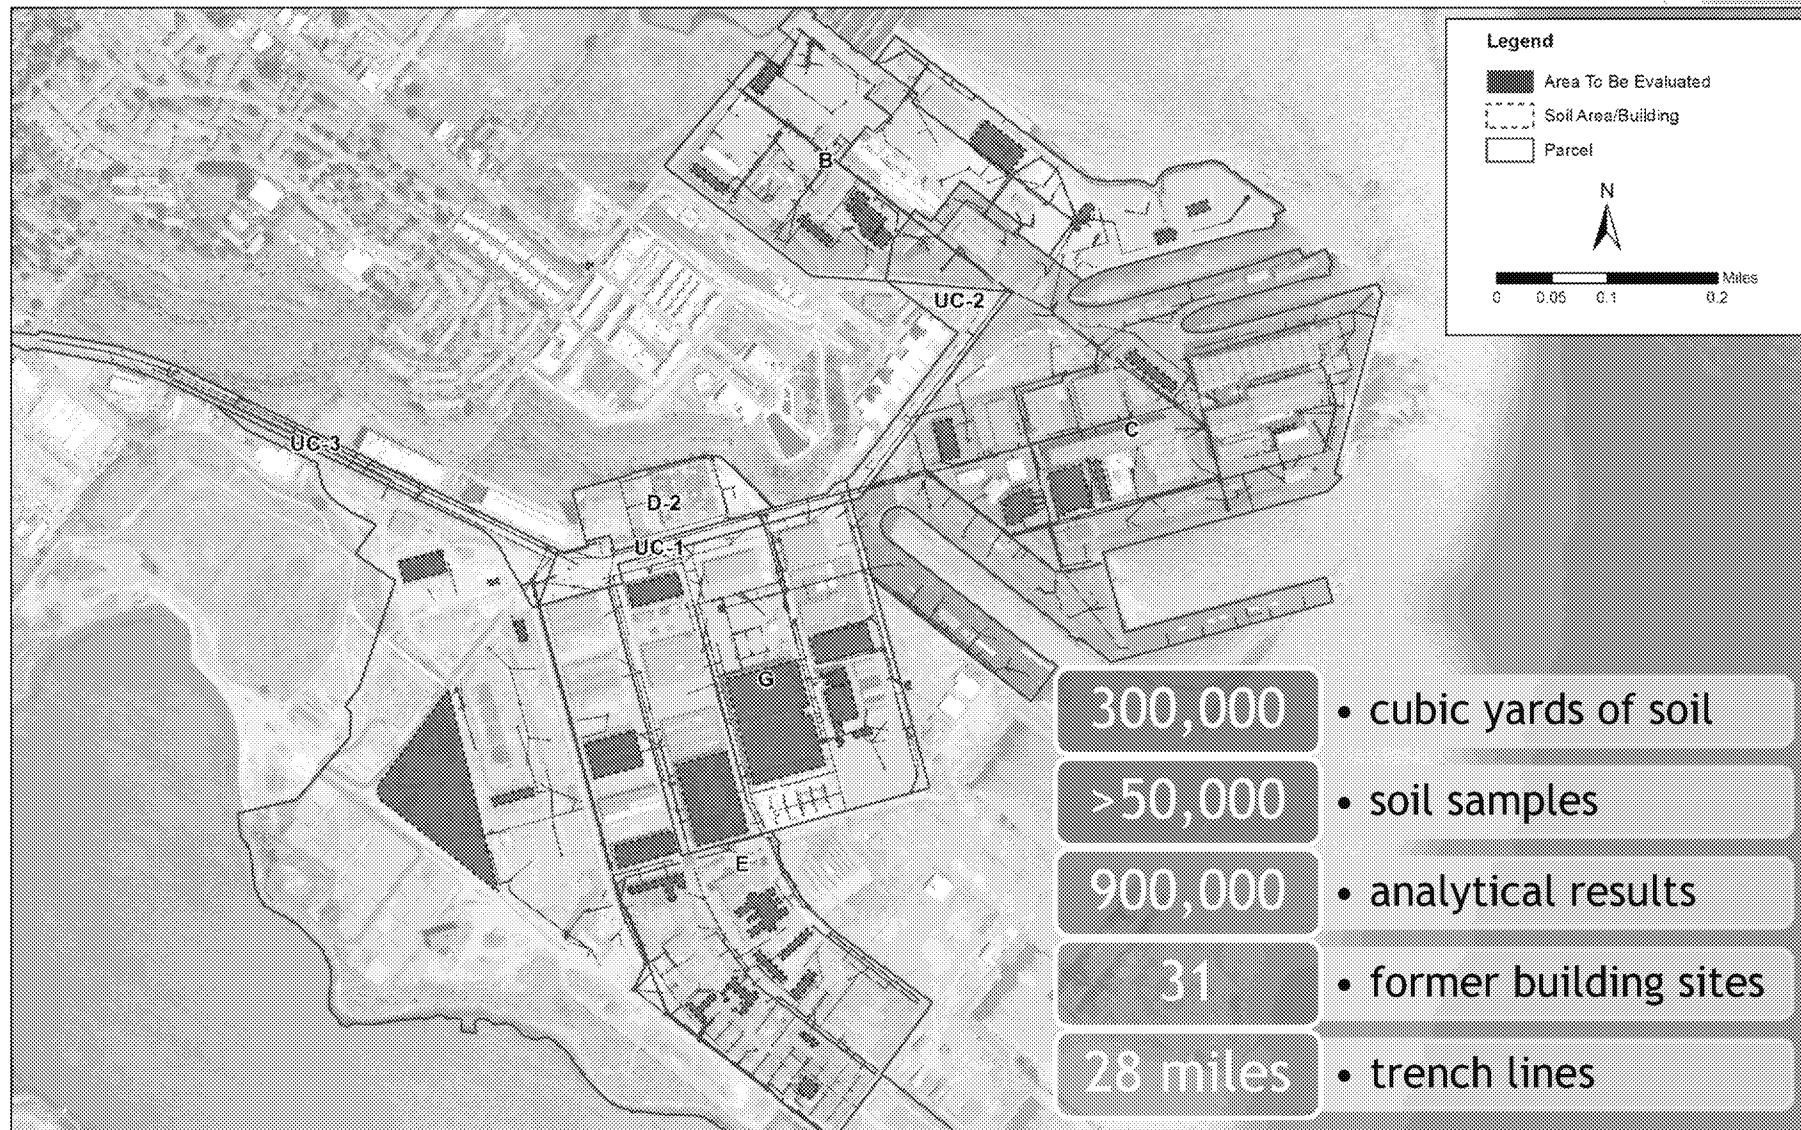 Legend
Area To Be Evaluated
Soil Area/Building
Parcel
N
Miles
0 0.05 0.1 0.2
B
UC-2
C
UC-3
D-2
UC-1
G
E
300,000 • cubic yards of soil
>50,000 • soil samples
900,000 • analytical results
31 • former building sites
28 miles • trench lines